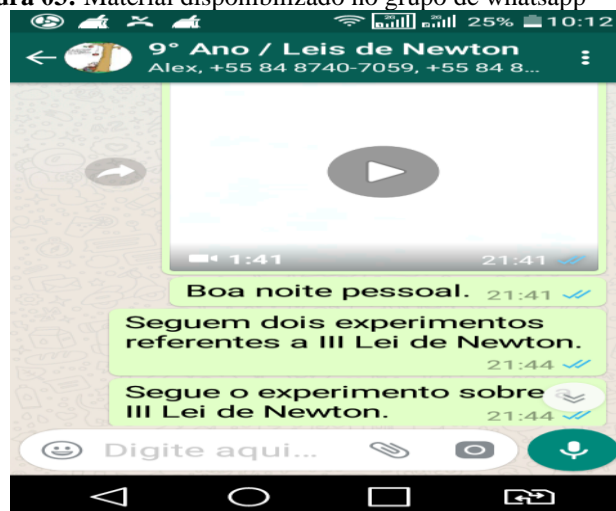 ura 03: Material disponibilizado no grupo de whatsapp
25% 10:12
9° Ano / Leis de Newton
Alex, +55 84 8740-7059, +55 84 8...
1:41 21:41
Boa noite pessoal. 21:41
Seguem dois experimentos
referentes a III Lei de Newton.
21:44
Segue o experimento sobre
III Lei de Newton. 21:44
Digite aqui...